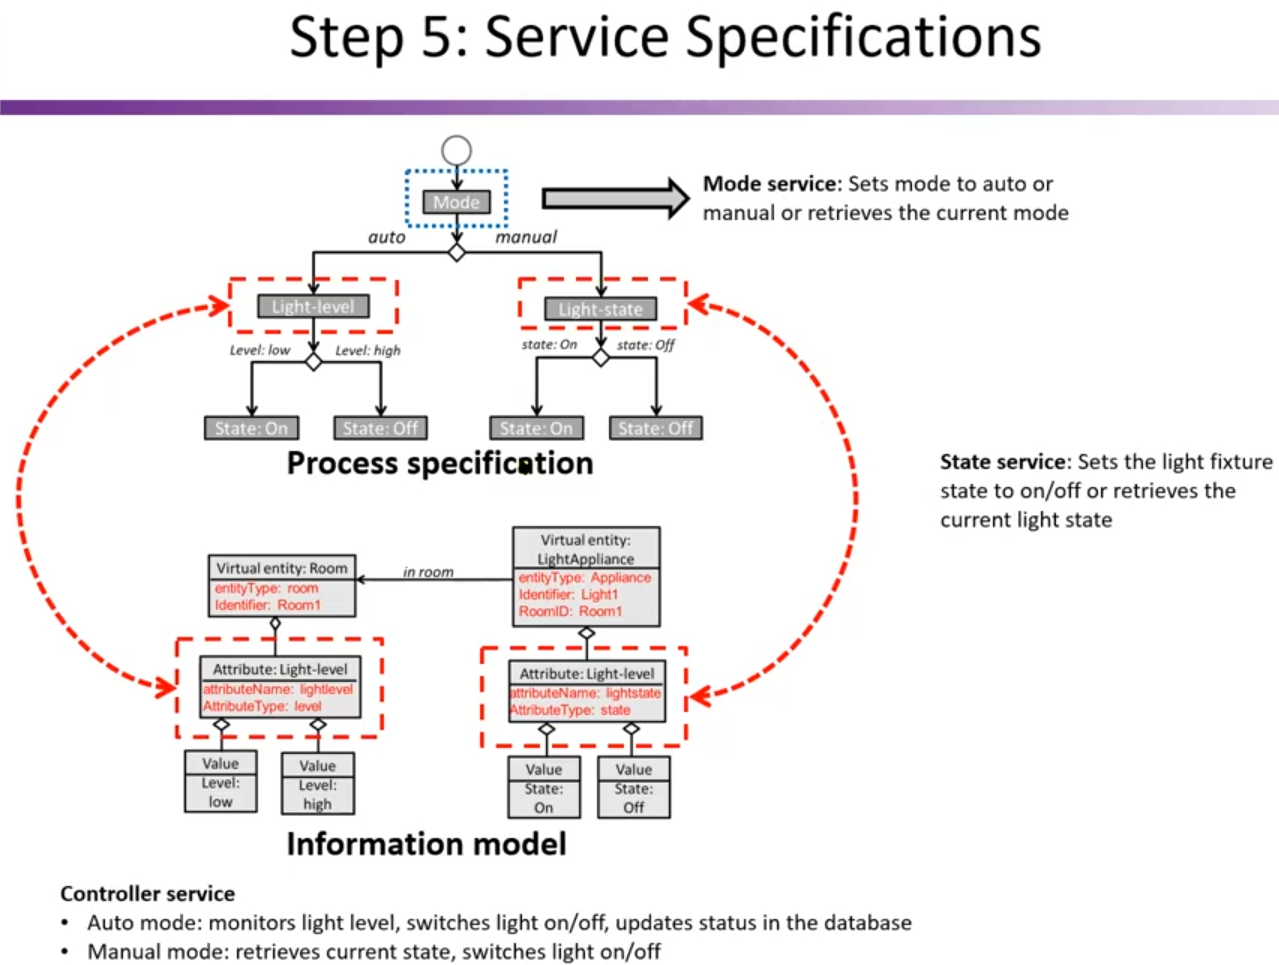 Step 5: Service Specifications
Mode
Mode service: Sets mode to auto or
manual or retrieves the current mode
auto
manual
Light-level
Light-state
Level: low
Level: high
state: On
state: Off
State: On
State: Off
State: On
State: Off
Process specification
State service: Sets the light fixture
state to on/off or retrieves the
current light state
Virtual entity: Room
entityType: room
Identifier: Room1
in room
Virtual entity:
LightAppliance
entityType: Appliance
Identifier: Light1
RoomID: Room1
Attribute: Light-level
attributeName: lightlevel
AttributeType: level
Attribute: Light-level
attributeName: lightstate
AttributeType: state
Value
Level:
low
Value
Level:
high
Value
State:
On
Value
State:
Off
Information model
Controller service
• Auto mode: monitors light level, switches light on/off, updates status in the database
• Manual mode: retrieves current state, switches light on/off